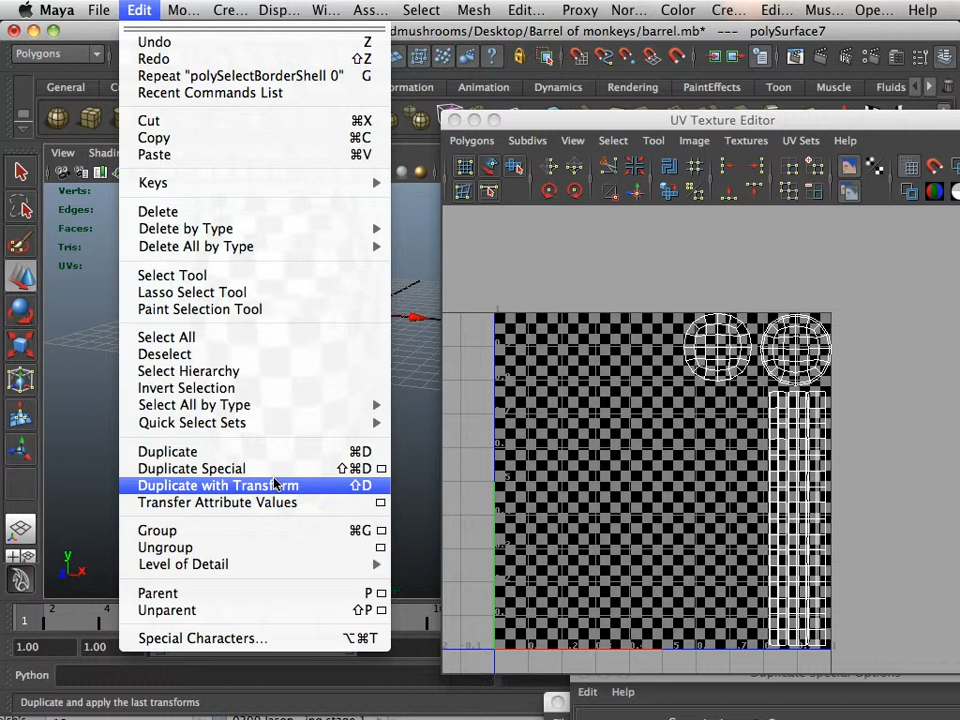 Maya File Edit Mo... Cre... Disp... Wi... Ass... Select Mesh Edit... Proxy Nor... Color Cre... Edi... Mus... Ope... Help
dmushrooms/Desktop/Barrel of monkeys/barrel.mb* --- polySurface7
Polygons
General
Animation Dynamics Rendering PaintEffects Toon Muscle Fluids
Undo Z
Redo ⇧Z
Repeat "polySelectBorderShell 0" G
Recent Commands List
Cut ⌘X
Copy ⌘C
Paste ⌘V
Keys
Delete
Delete by Type
Delete All by Type
Select Tool
Lasso Select Tool
Paint Selection Tool
Select All
Deselect
Select Hierarchy
Invert Selection
Select All by Type
Quick Select Sets
Duplicate ⌘D
Duplicate Special ⇧⌘D
Duplicate with Transform ⇧D
Transfer Attribute Values
Group ⌘G
Ungroup
Level of Detail
Parent P
Unparent ⇧P
Special Characters... ⌥⌘T
View Shadin
Verts:
Edges:
Faces:
Tris:
UVs:
y
z x
UV Texture Editor
Polygons Subdivs View Select Tool Image Textures UV Sets Help
2 4
1
1.00 1.00
Python
Duplicate and apply the last transforms
Edit Help